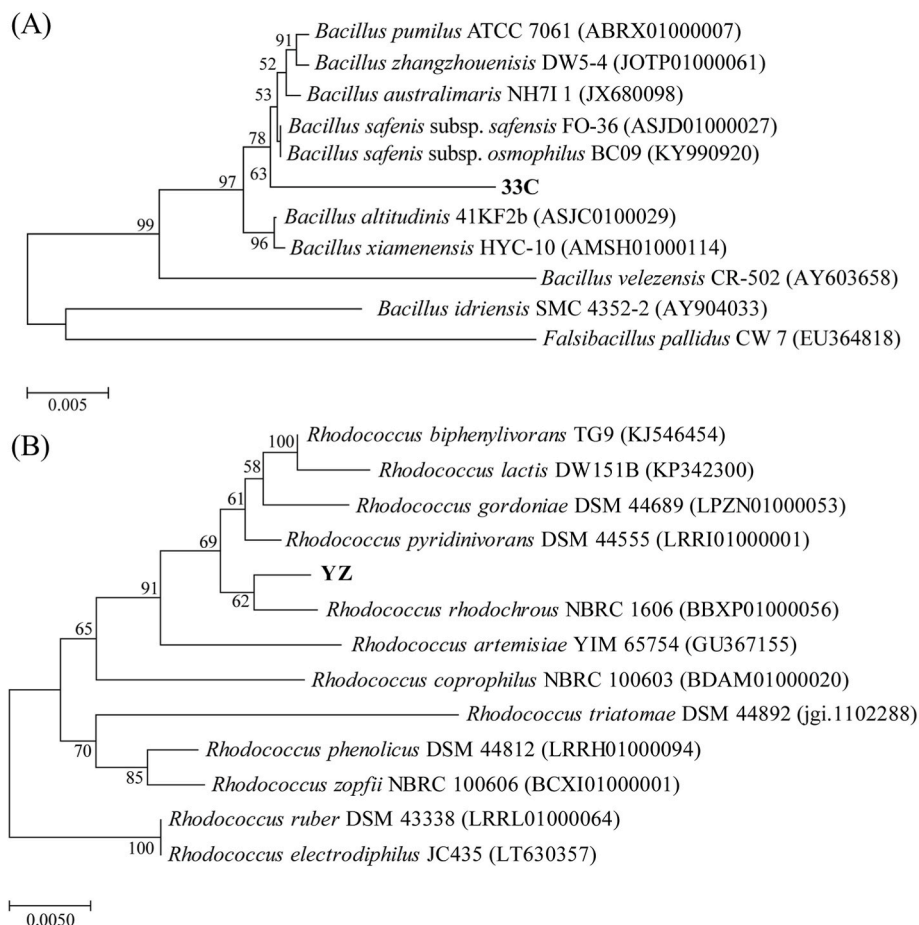 (A)
91
Bacillus pumilus ATCC 7061 (ABRX01000007)
52
Bacillus zhangzhouenisis DW5-4 (JOTP01000061)
53
Bacillus australimaris NH7I 1 (JX680098)
Bacillus safenis subsp. safensis FO-36 (ASJD01000027)
78
Bacillus safenis subsp. osmophilus BC09 (KY990920)
63
97
33C
Bacillus altitudinis 41KF2b (ASJC0100029)
99
96
Bacillus xiamenensis HYC-10 (AMSH01000114)
Bacillus velezensis CR-502 (AY603658)
Bacillus idriensis SMC 4352-2 (AY904033)
Falsibacillus pallidus CW 7 (EU364818)
0.005
(B)
100
Rhodococcus biphenylivorans TG9 (KJ546454)
58
Rhodococcus lactis DW151B (KP342300)
61
Rhodococcus gordoniae DSM 44689 (LPZN01000053)
69
Rhodococcus pyridinivorans DSM 44555 (LRRI01000001)
YZ
91
62
Rhodococcus rhodochrous NBRC 1606 (BBXP01000056)
65
Rhodococcus artemisiae YIM 65754 (GU367155)
Rhodococcus coprophilus NBRC 100603 (BDAM01000020)
Rhodococcus triatomae DSM 44892 (jgi.1102288)
70
Rhodococcus phenolicus DSM 44812 (LRRH01000094)
85
Rhodococcus zopfii NBRC 100606 (BCXI01000001)
Rhodococcus ruber DSM 43338 (LRRL01000064)
100
Rhodococcus electrodiphilus JC435 (LT630357)
0.0050